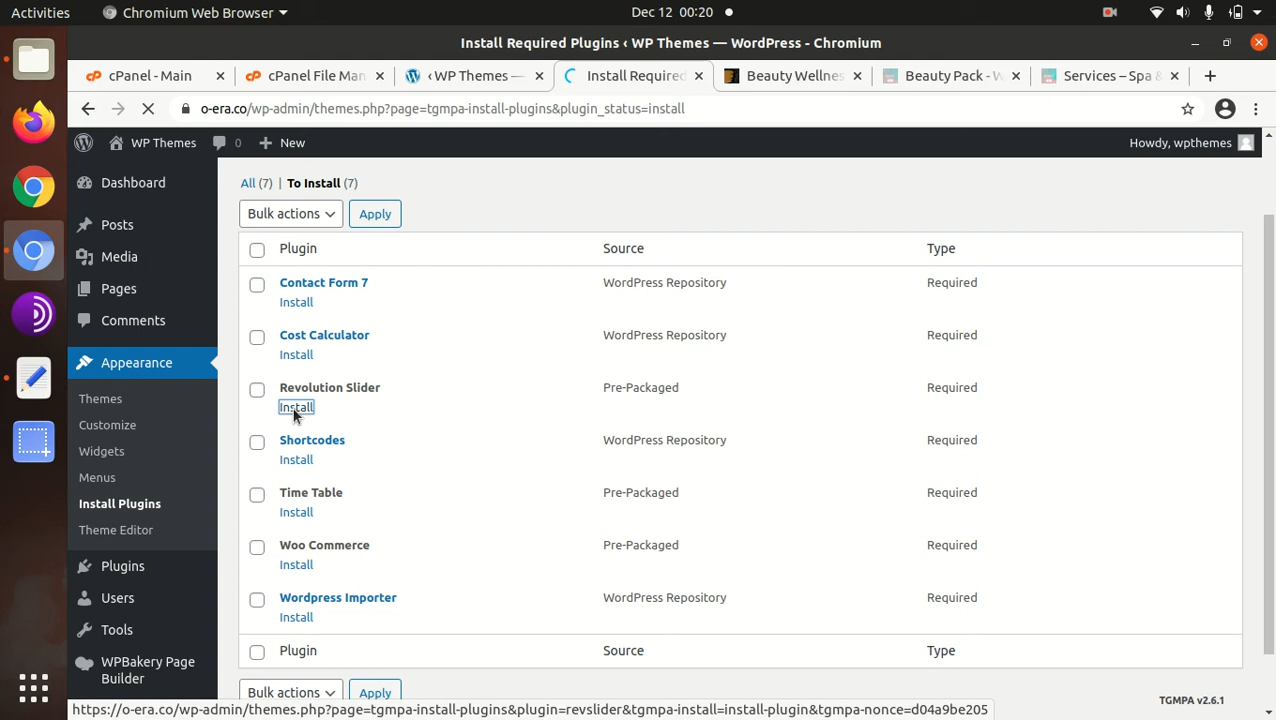 Activities
Chromium Web Browser
Dec 12 00:20
Install Required Plugins ‹ WP Themes — WordPress - Chromium
cPanel - Main
cPanel File Man
‹ WP Themes —
Install Required
Beauty Wellnes
Beauty Pack - W
Services – Spa &
o-era.co/wp-admin/themes.php?page=tgmpa-install-plugins&plugin_status=install
WP Themes
0
New
Howdy, wpthemes
Dashboard
Posts
Media
Pages
Comments
Appearance
Themes
Customize
Widgets
Menus
Install Plugins
Theme Editor
Plugins
Users
Tools
WPBakery Page
Builder
All (7) | To Install (7)
Bulk actions
Apply
Plugin Source Type
Contact Form 7 WordPress Repository Required
Install
Cost Calculator WordPress Repository Required
Install
Revolution Slider Pre-Packaged Required
Install
Shortcodes WordPress Repository Required
Install
Time Table Pre-Packaged Required
Install
Woo Commerce Pre-Packaged Required
Install
Wordpress Importer WordPress Repository Required
Install
Plugin Source Type
Bulk actions
Apply
TGMPA v2.6.1
https://o-era.co/wp-admin/themes.php?page=tgmpa-install-plugins&plugin=revslider&tgmpa-install=install-plugin&tgmpa-nonce=d04a9be205